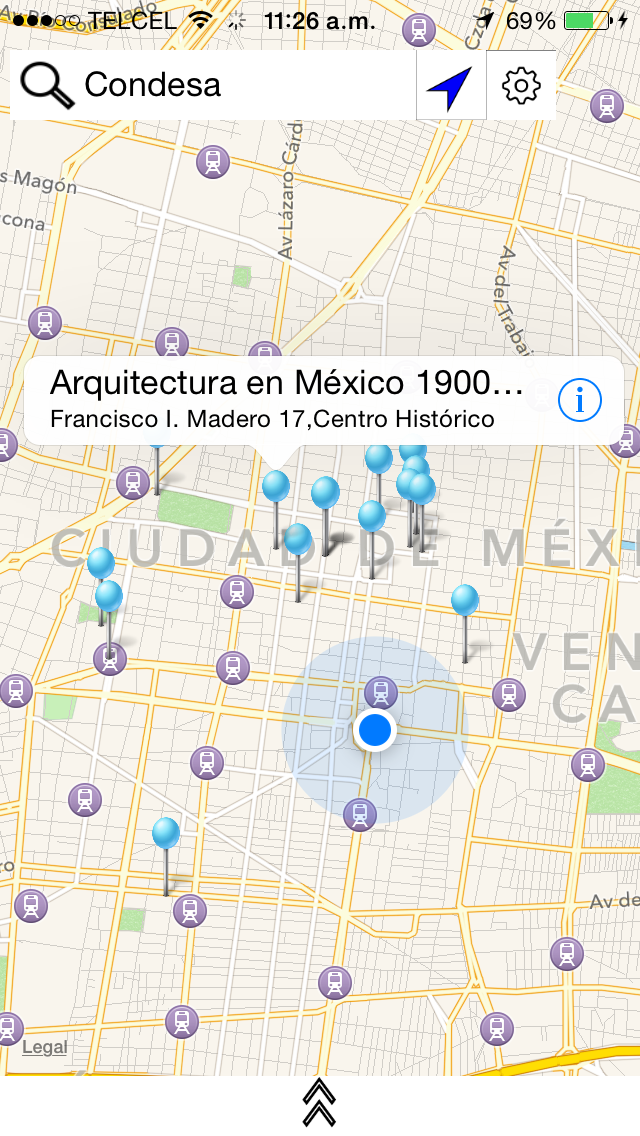 TELCEL 11:26 a.m. 69%
Condesa
s Magón
cona
Av Lázaro Cárd
Av del Trabajo
Arquitectura en México 1900...
Francisco I. Madero 17,Centro Histórico
CIUDAD DE MÉXI
VEN
CA
ro
Av de
Legal